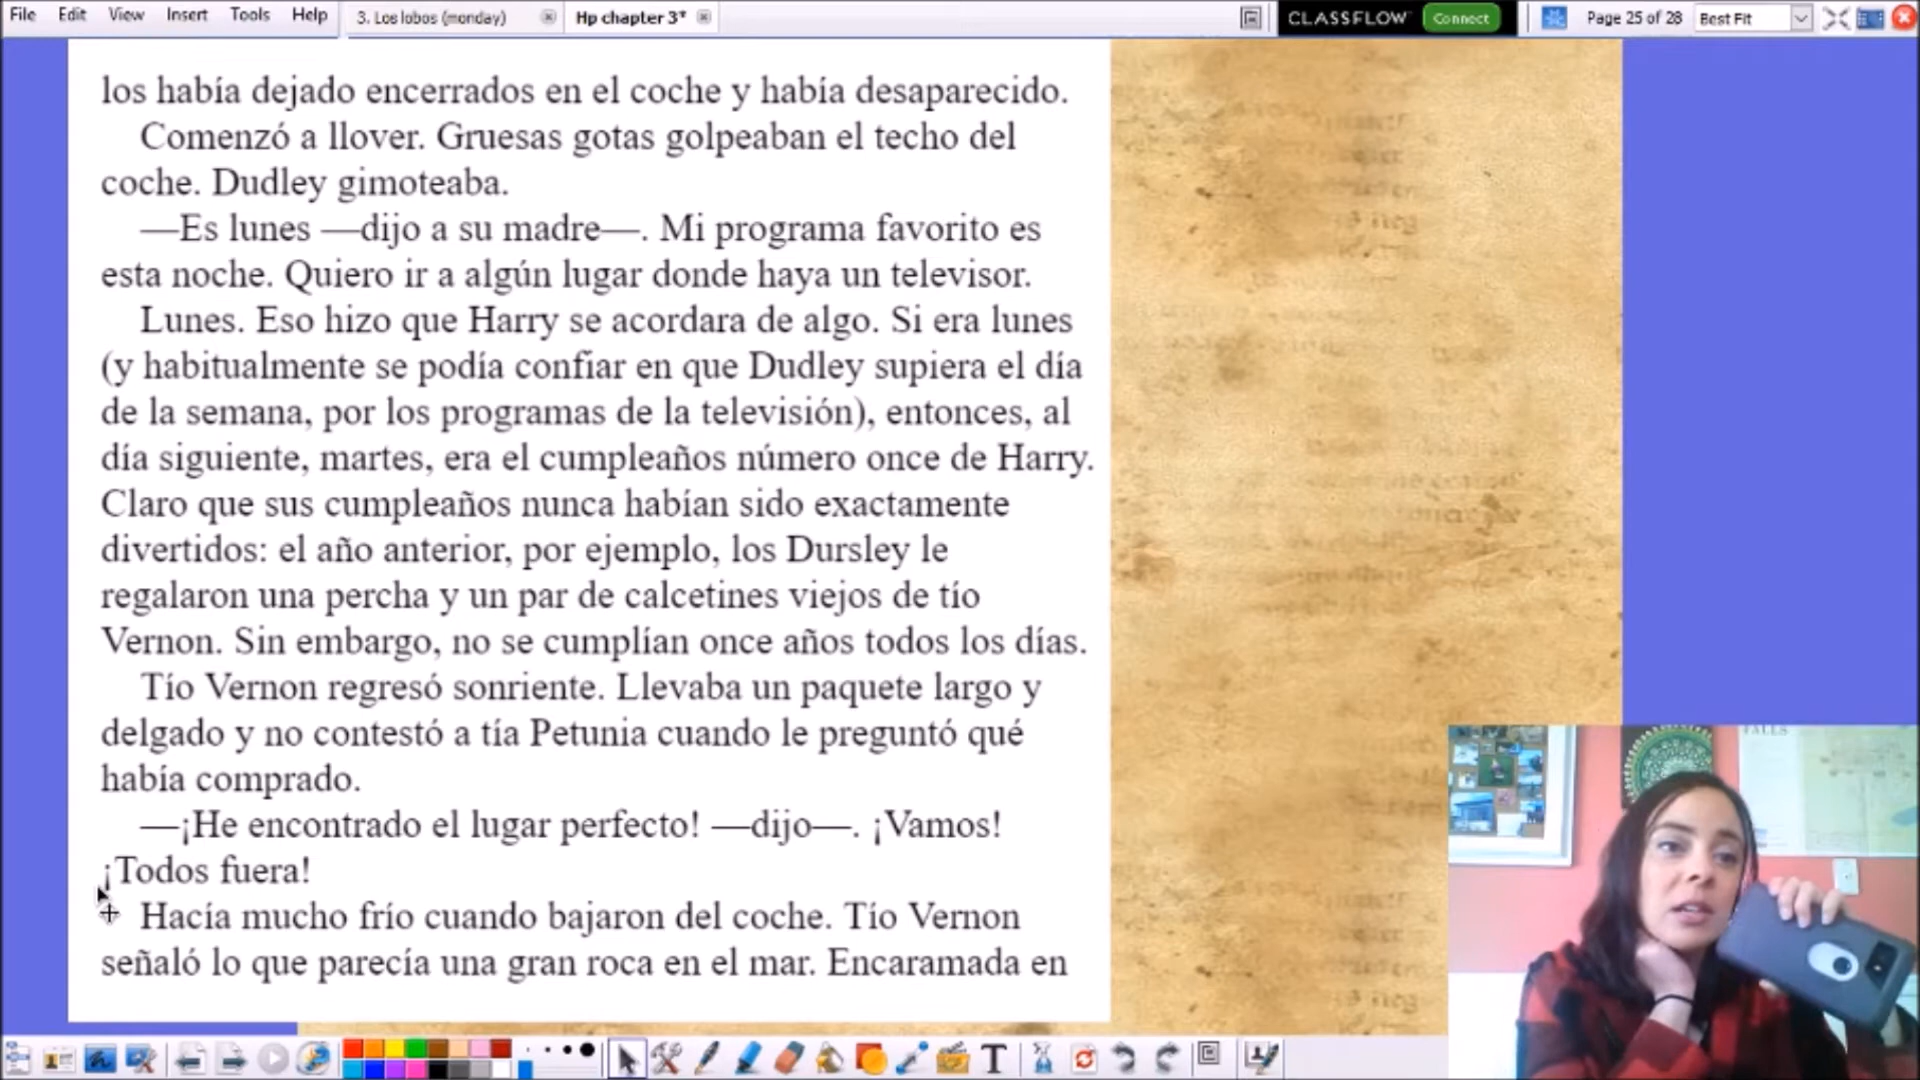 File Edit View Insert Tools Help
3. Los lobos (monday)
Hp chapter 3*
CLASSFLOW
Connect
Page 25 of 28
Best Fit
los había dejado encerrados en el coche y había desaparecido.
Comenzó a llover. Gruesas gotas golpeaban el techo del
coche. Dudley gimoteaba.
—Es lunes —dijo a su madre—. Mi programa favorito es
esta noche. Quiero ir a algún lugar donde haya un televisor.
Lunes. Eso hizo que Harry se acordara de algo. Si era lunes
(y habitualmente se podía confiar en que Dudley supiera el día
de la semana, por los programas de la televisión), entonces, al
día siguiente, martes, era el cumpleaños número once de Harry.
Claro que sus cumpleaños nunca habían sido exactamente
divertidos: el año anterior, por ejemplo, los Dursley le
regalaron una percha y un par de calcetines viejos de tío
Vernon. Sin embargo, no se cumplían once años todos los días.
Tío Vernon regresó sonriente. Llevaba un paquete largo y
delgado y no contestó a tía Petunia cuando le preguntó qué
había comprado.
—¡He encontrado el lugar perfecto! —dijo—. ¡Vamos!
¡Todos fuera!
Hacía mucho frío cuando bajaron del coche. Tío Vernon
señaló lo que parecía una gran roca en el mar. Encaramada en
T